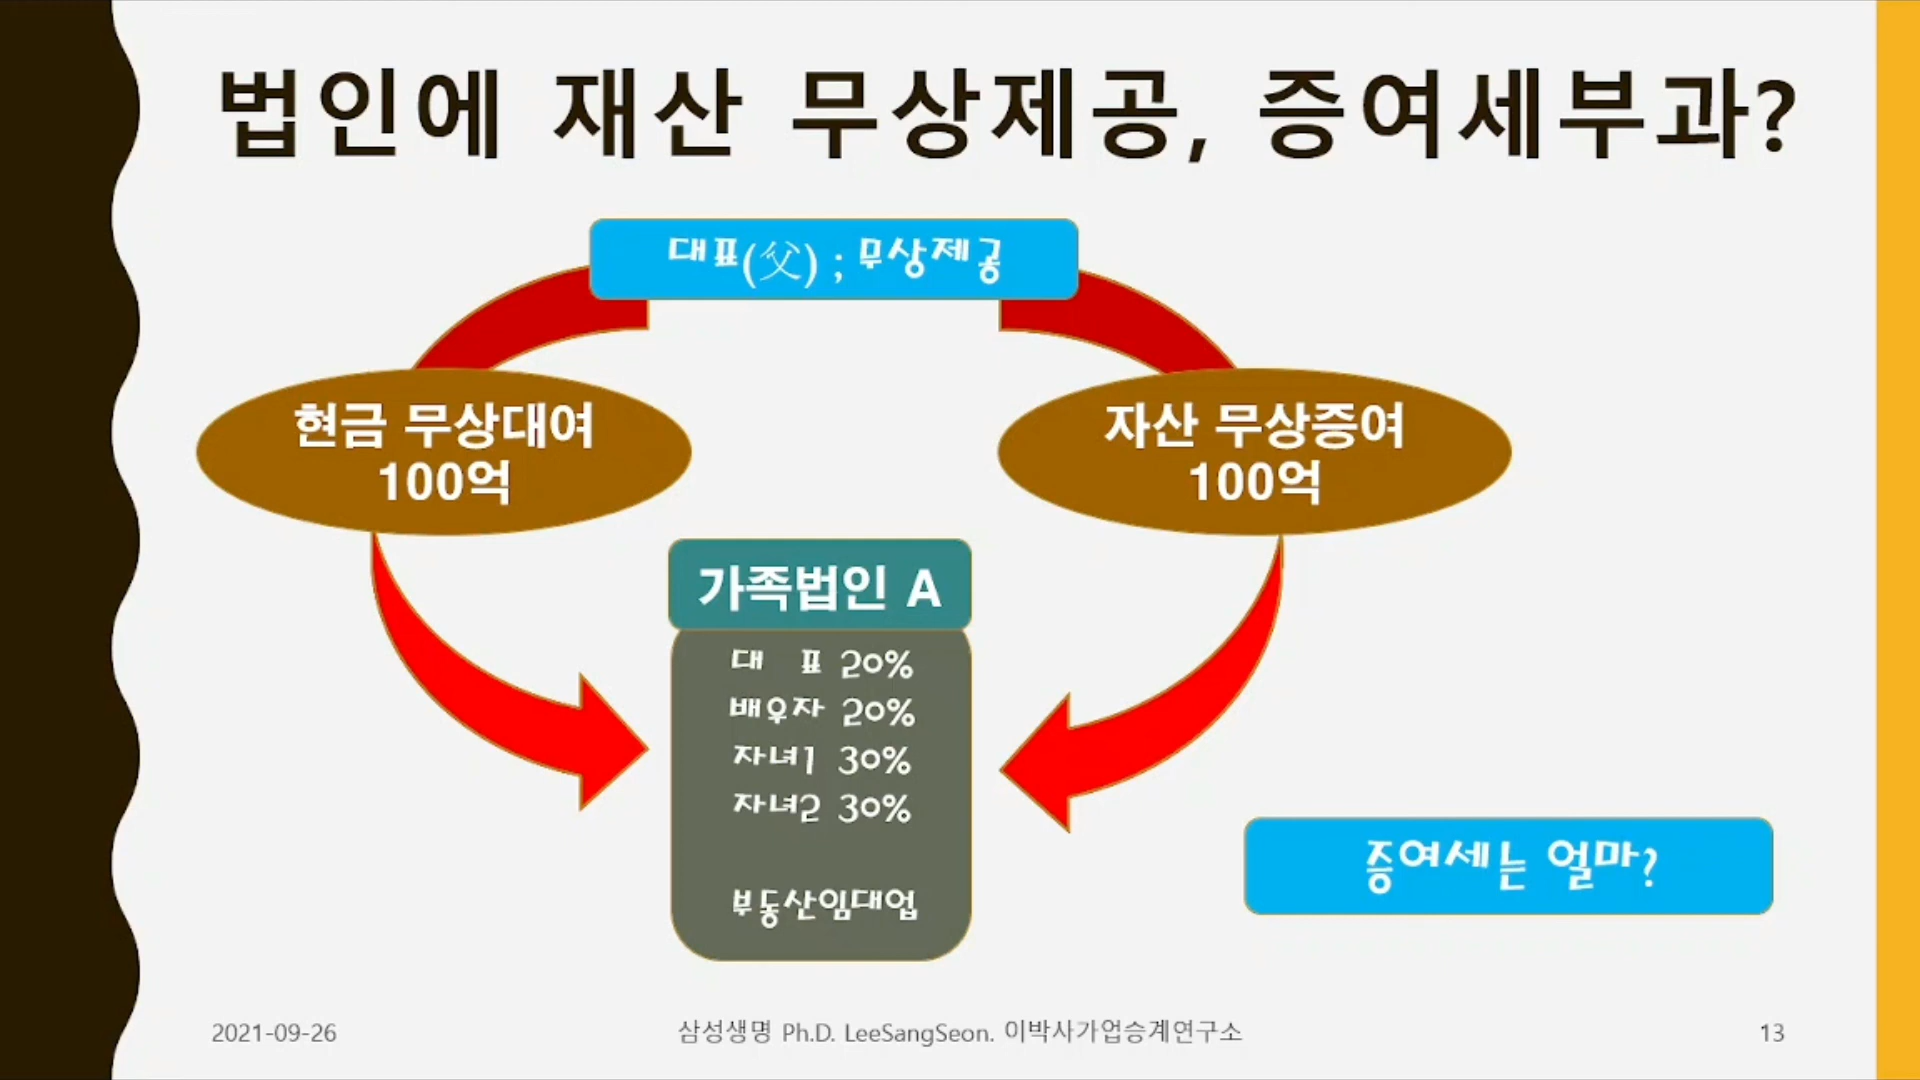 법인에 재산 무상제공, 증여세부과?
대표(父) ; 무상제공
현금 무상대여
100억
자산 무상증여
100억
가족법인 A
대 표 20%
배우자 20%
자녀1 30%
자녀2 30%
부동산임대업
증여세는 얼마?
2021-09-26
삼성생명 Ph.D. LeeSangSeon. 이박사가업승계연구소
13